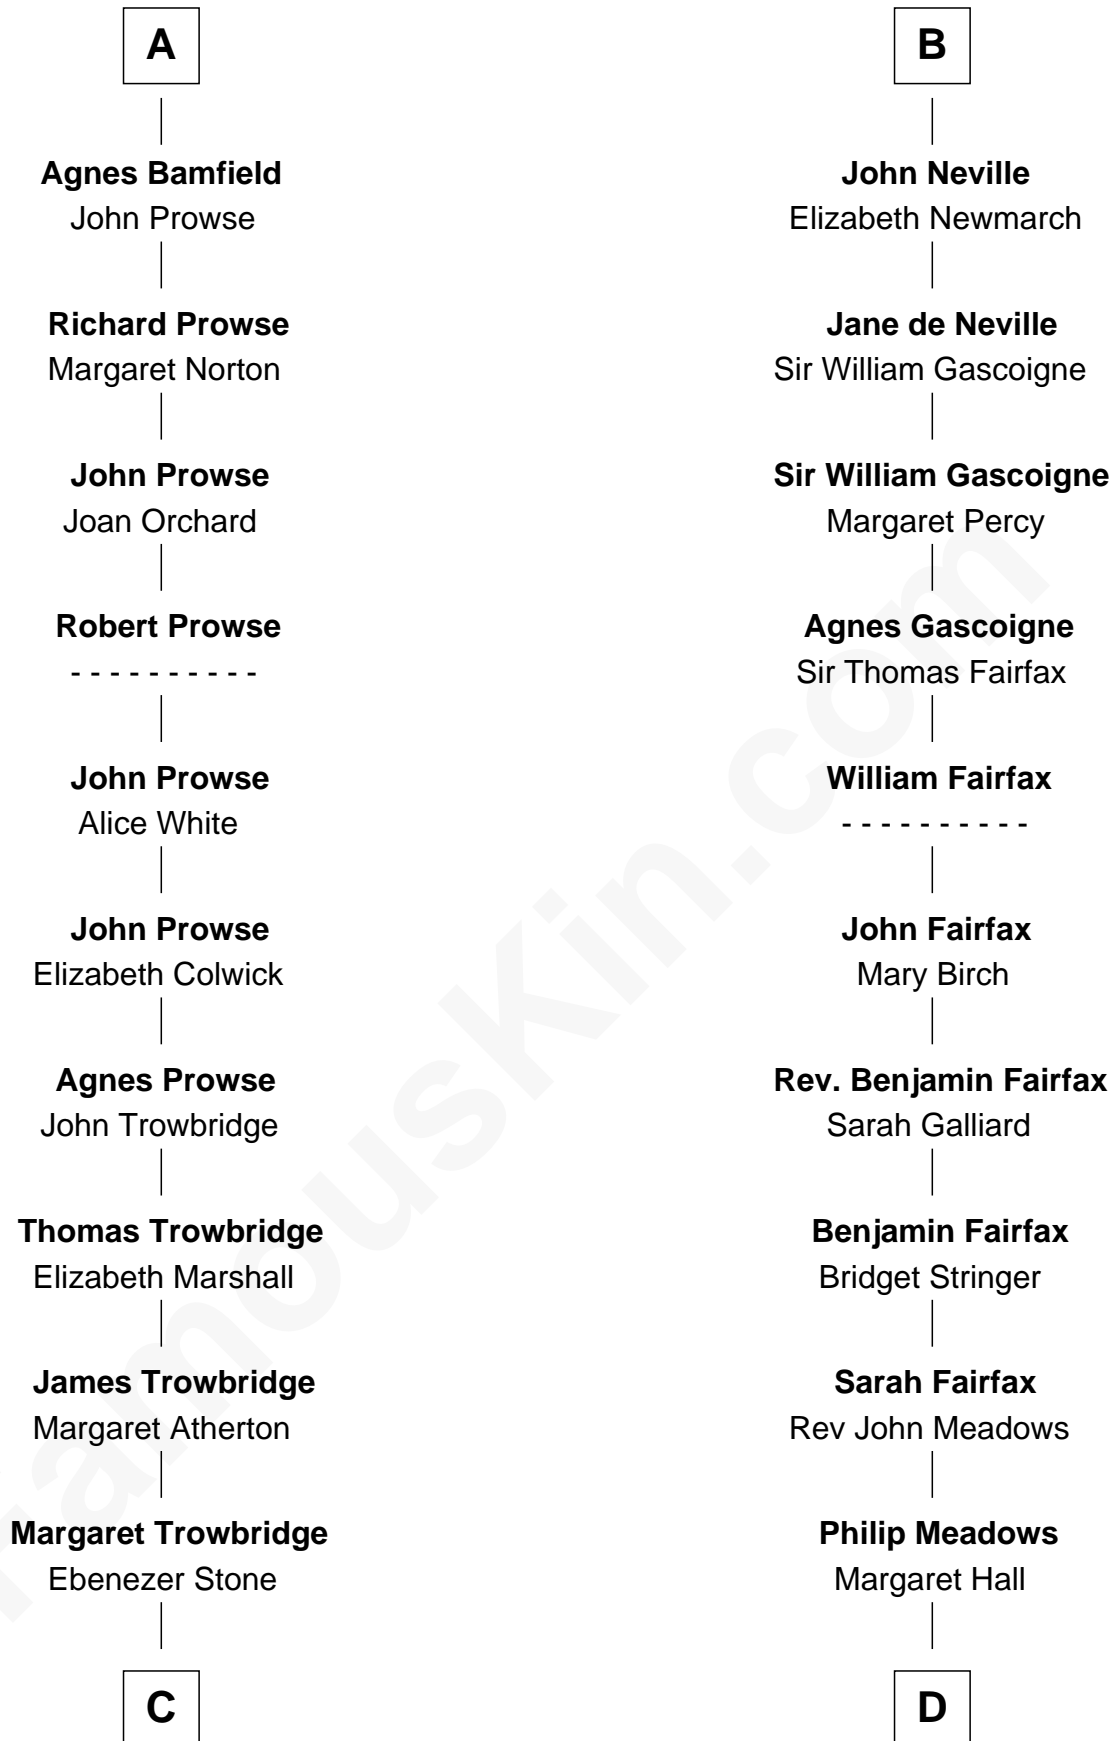 A
Agnes Bamfield
John Prowse
Richard Prowse
Margaret Norton
John Prowse
Joan Orchard
Robert Prowse
- - - - - - - - - -
John Prowse
Alice White
John Prowse
Elizabeth Colwick
Agnes Prowse
John Trowbridge
Thomas Trowbridge
Elizabeth Marshall
James Trowbridge
Margaret Atherton
Margaret Trowbridge
Ebenezer Stone
C
B
John Neville
Elizabeth Newmarch
Jane de Neville
Sir William Gascoigne
Sir William Gascoigne
Margaret Percy
Agnes Gascoigne
Sir Thomas Fairfax
William Fairfax
- - - - - - - - - -
John Fairfax
Mary Birch
Rev. Benjamin Fairfax
Sarah Galliard
Benjamin Fairfax
Bridget Stringer
Sarah Fairfax
Rev John Meadows
Philip Meadows
Margaret Hall
D
FamousKin.com